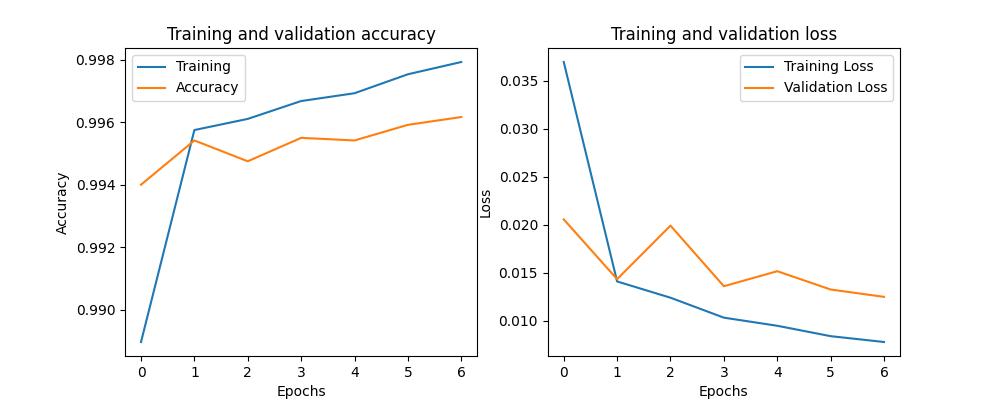 Training and validation accuracy
Training
Accuracy
Accuracy
0.998
0.996
0.994
0.992
0.990
0 1 2 3 4 5 6
Epochs
Training and validation loss
Training Loss
Validation Loss
Loss
0.035
0.030
0.025
0.020
0.015
0.010
0 1 2 3 4 5 6
Epochs